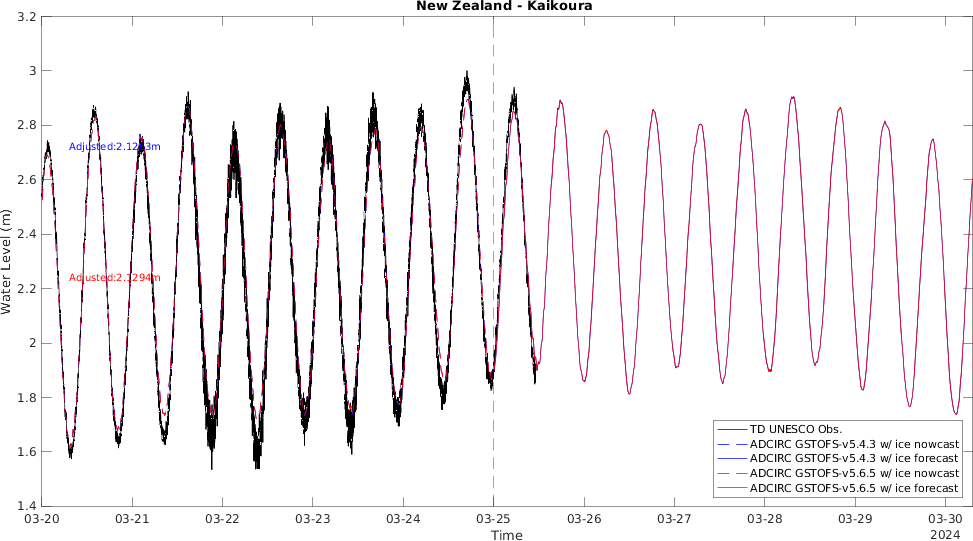 New Zealand - Kaikoura
3.2
3
2.8
2.6
2.4
2.2
2
1.8
1.6
1.4
Water Level (m)
Adjusted:2.1293m
Adjusted:2.1294m
TD UNESCO Obs.
ADCIRC GSTOFS-v5.4.3 w/ ice nowcast
ADCIRC GSTOFS-v5.4.3 w/ ice forecast
ADCIRC GSTOFS-v5.6.5 w/ ice nowcast
ADCIRC GSTOFS-v5.6.5 w/ ice forecast
03-20 03-21 03-22 03-23 03-24 03-25 03-26 03-27 03-28 03-29 03-30
Time
2024